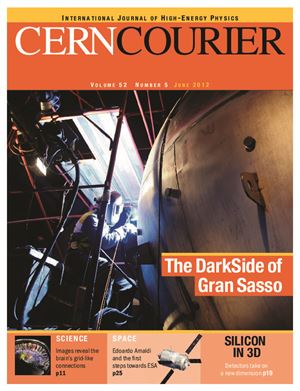 INTERNATIONAL JOURNAL OF HIGH-ENERGY PHYSICS
CERNCOURIER
VOLUME 52 NUMBER 5 JUNE 2012
The DarkSide of
Gran Sasso
SCIENCE
Images reveal the
brain's grid-like
connections
p11
SPACE
Edoardo Amaldi
and the first
steps towards ESA
p25
SILICON
IN 3D
Detectors take on
a new dimension p19